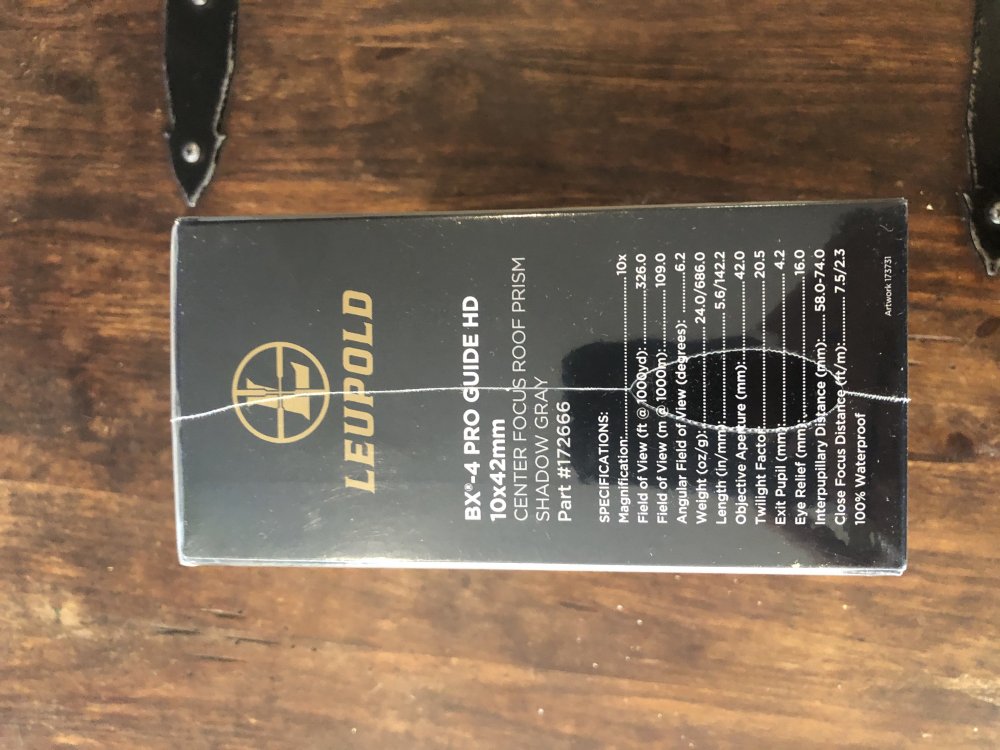 LEUPOLD
BX®-4 PRO GUIDE HD
10x42mm
CENTER FOCUS ROOF PRISM
SHADOW GRAY
Part #172666
SPECIFICATIONS:
Magnification:..........10x
Field of View (ft @ 1000yd):..........326.0
Field of View (m @ 1000m):..........109.0
Angular Field of View (degrees): ..........6.2
Weight (oz/g):.......... 24.0/686.0
Length (in/mm):.......... 5.6/142.2
Objective Aperture (mm):.......... 42.0
Twilight Factor:.......... 20.5
Exit Pupil (mm):.......... 4.2
Eye Relief (mm):..........16.0
Interpupillary Distance (mm):...... 58.0-74.0
Close Focus Distance (ft/m):.......... 7.5/2.3
100% Waterproof
Artwork 173731